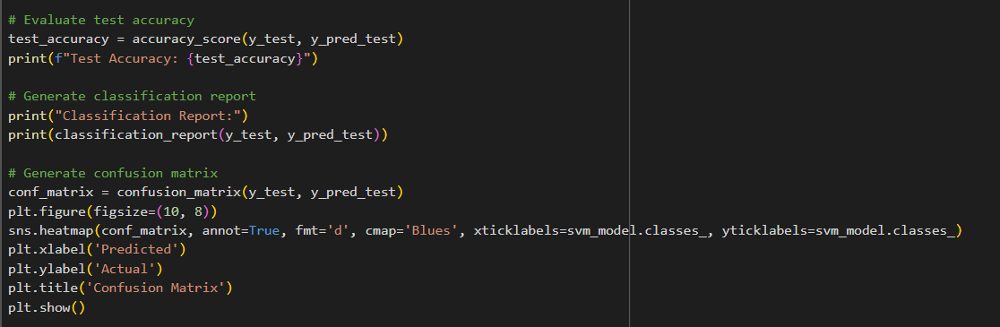 # Evaluate test accuracy
test_accuracy = accuracy_score(y_test, y_pred_test)
print(f"Test Accuracy: {test_accuracy}")
# Generate classification report
print("Classification Report:")
print(classification_report(y_test, y_pred_test))
# Generate confusion matrix
conf_matrix = confusion_matrix(y_test, y_pred_test)
plt.figure(figsize=(10, 8))
sns.heatmap(conf_matrix, annot=True, fmt='d', cmap='Blues', xticklabels=svm_model.classes_, yticklabels=svm_model.classes_)
plt.xlabel('Predicted')
plt.ylabel('Actual')
plt.title('Confusion Matrix')
plt.show()